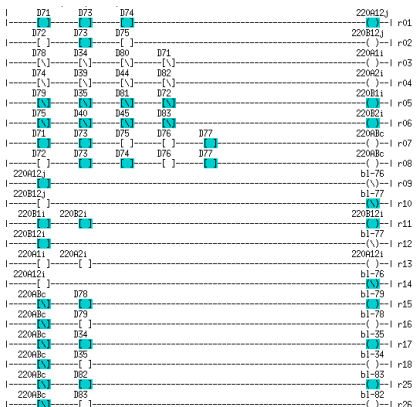 D71 D73 D74 220A12j
|-----[ ]-----[ ]-----[ ]-----( )--| r01
D72 D73 D75 220B12j
|-----[ ]-----[ ]-----[ ]-----( )--| r02
D78 D34 D80 D71 220A1i
|-----[\]-----[\]-----[\]-----[\]-----( )--| r03
D74 D39 D44 D82 220A2i
|-----[\]-----[\]-----[\]-----[\]-----( )--| r04
D79 D35 D81 D72 220B1i
|-----[\]-----[\]-----[\]-----[\]-----( )--| r05
D75 D40 D45 D83 220B2i
|-----[\]-----[\]-----[\]-----[\]-----( )--| r06
D71 D73 D75 D76 D77 220ABc
|-----[ ]-----[ ]-----[ ]-----[ ]-----[ ]-----( )--| r07
D72 D73 D74 D76 D77 220ABc
|-----[ ]-----[ ]-----[ ]-----[ ]-----[ ]-----( )--| r08
220A12j bl-76
|-----[ ]-----(\)--| r09
220B12j bl-77
|-----[ ]-----(\)--| r10
220B1i 220B2i 220B12i
|-----[ ]-----[ ]-----( )--| r11
220B12i bl-77
|-----[ ]-----(\)--| r12
220A1i 220A2i 220A12i
|-----[ ]-----[ ]-----( )--| r13
220A12i bl-76
|-----[ ]-----(\)--| r14
220ABc D78 bl-79
|-----[\]-----[ ]-----( )--| r15
220ABc D79 bl-78
|-----[\]-----[ ]-----( )--| r16
220ABc D34 bl-35
|-----[\]-----[ ]-----( )--| r17
220ABc D35 bl-34
|-----[\]-----[ ]-----( )--| r18
220ABc D82 bl-83
|-----[\]-----[ ]-----( )--| r25
220ABc D83 bl-82
|-----[\]-----[ ]-----( )--| r26